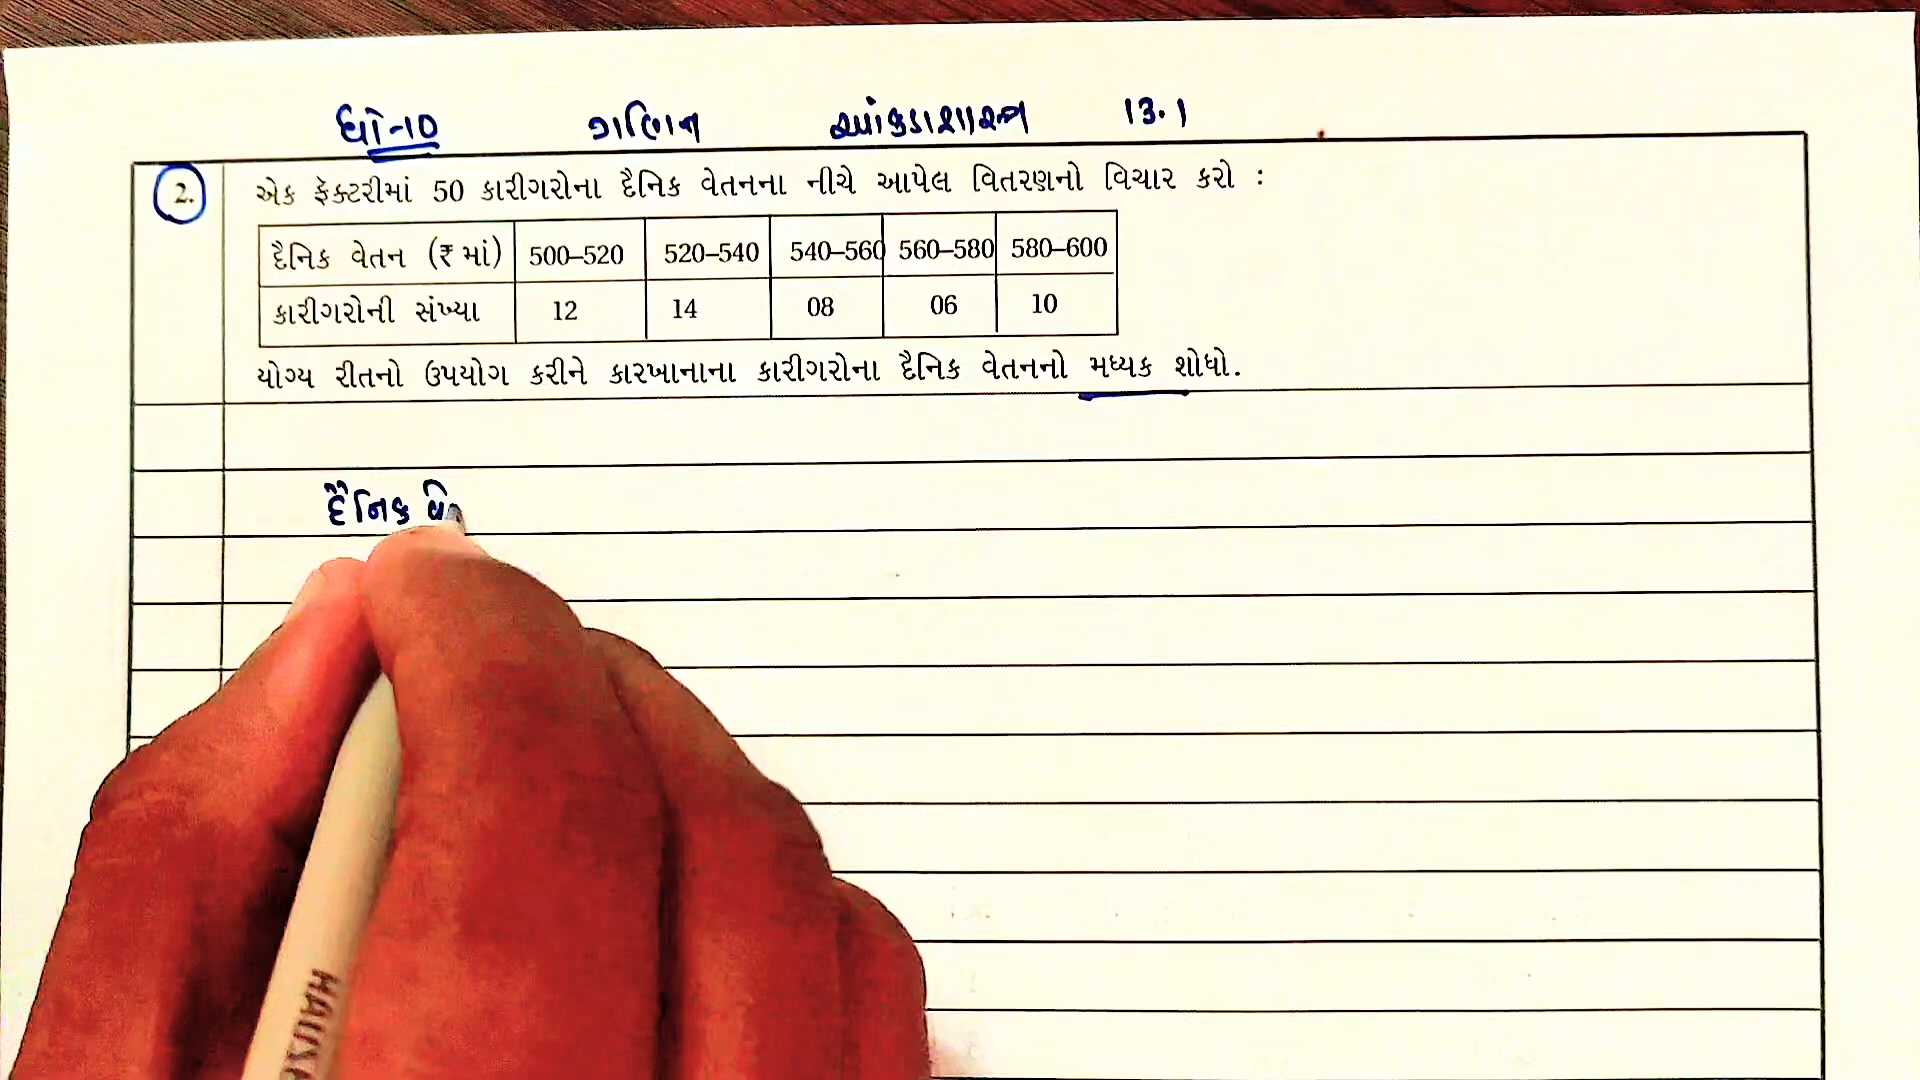 ધો-10 ગણિત આંકડાશાસ્ત્ર 13.1
2. એક ફૅક્ટરીમાં 50 કારીગરોના દૈનિક વેતનના નીચે આપેલ વિતરણનો વિચાર કરો :
દૈનિક વેતન (₹ માં) 500–520 520–540 540–560 560–580 580–600
કારીગરોની સંખ્યા 12 14 08 06 10
યોગ્ય રીતનો ઉપયોગ કરીને કારખાનાના કારીગરોના દૈનિક વેતનનો મધ્યક શોધો.
દૈનિક